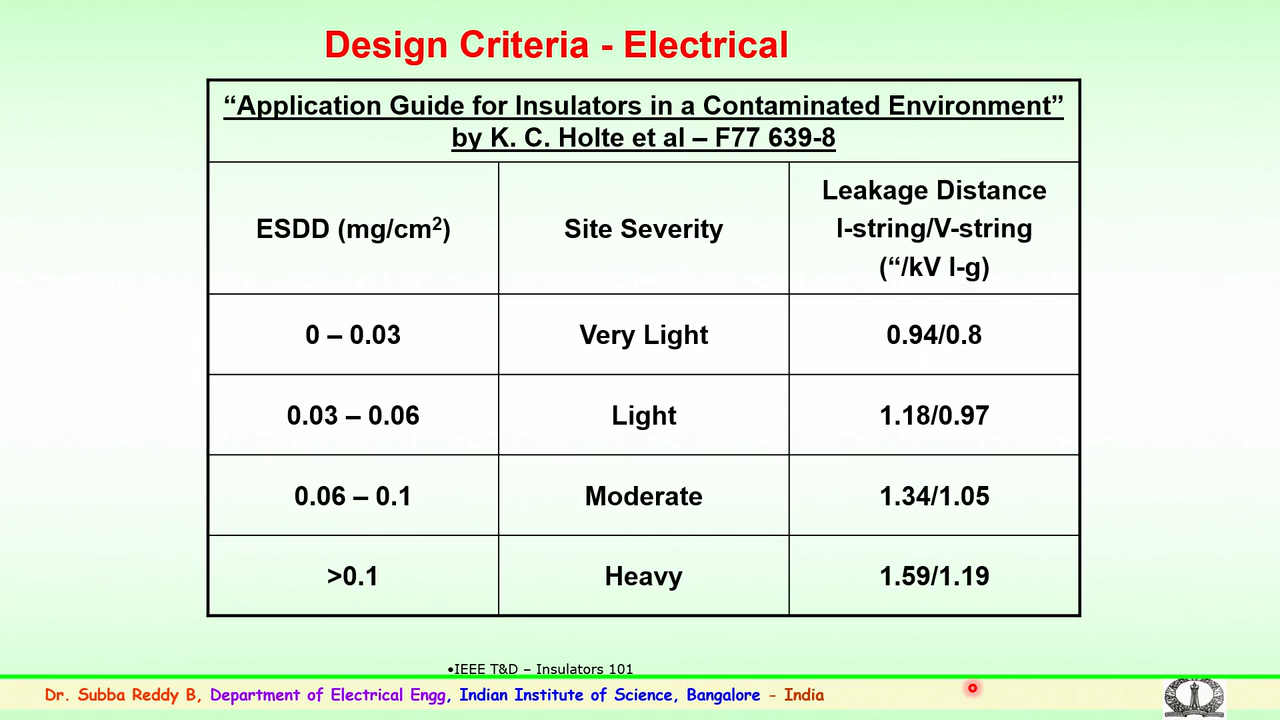 Design Criteria - Electrical
“Application Guide for Insulators in a Contaminated Environment”
by K. C. Holte et al – F77 639-8
ESDD (mg/cm²)
Site Severity
Leakage Distance
I-string/V-string
(“/kV l-g)
0 – 0.03
Very Light
0.94/0.8
0.03 – 0.06
Light
1.18/0.97
0.06 – 0.1
Moderate
1.34/1.05
>0.1
Heavy
1.59/1.19
•IEEE T&D – Insulators 101
Dr. Subba Reddy B, Department of Electrical Engg, Indian Institute of Science, Bangalore - India